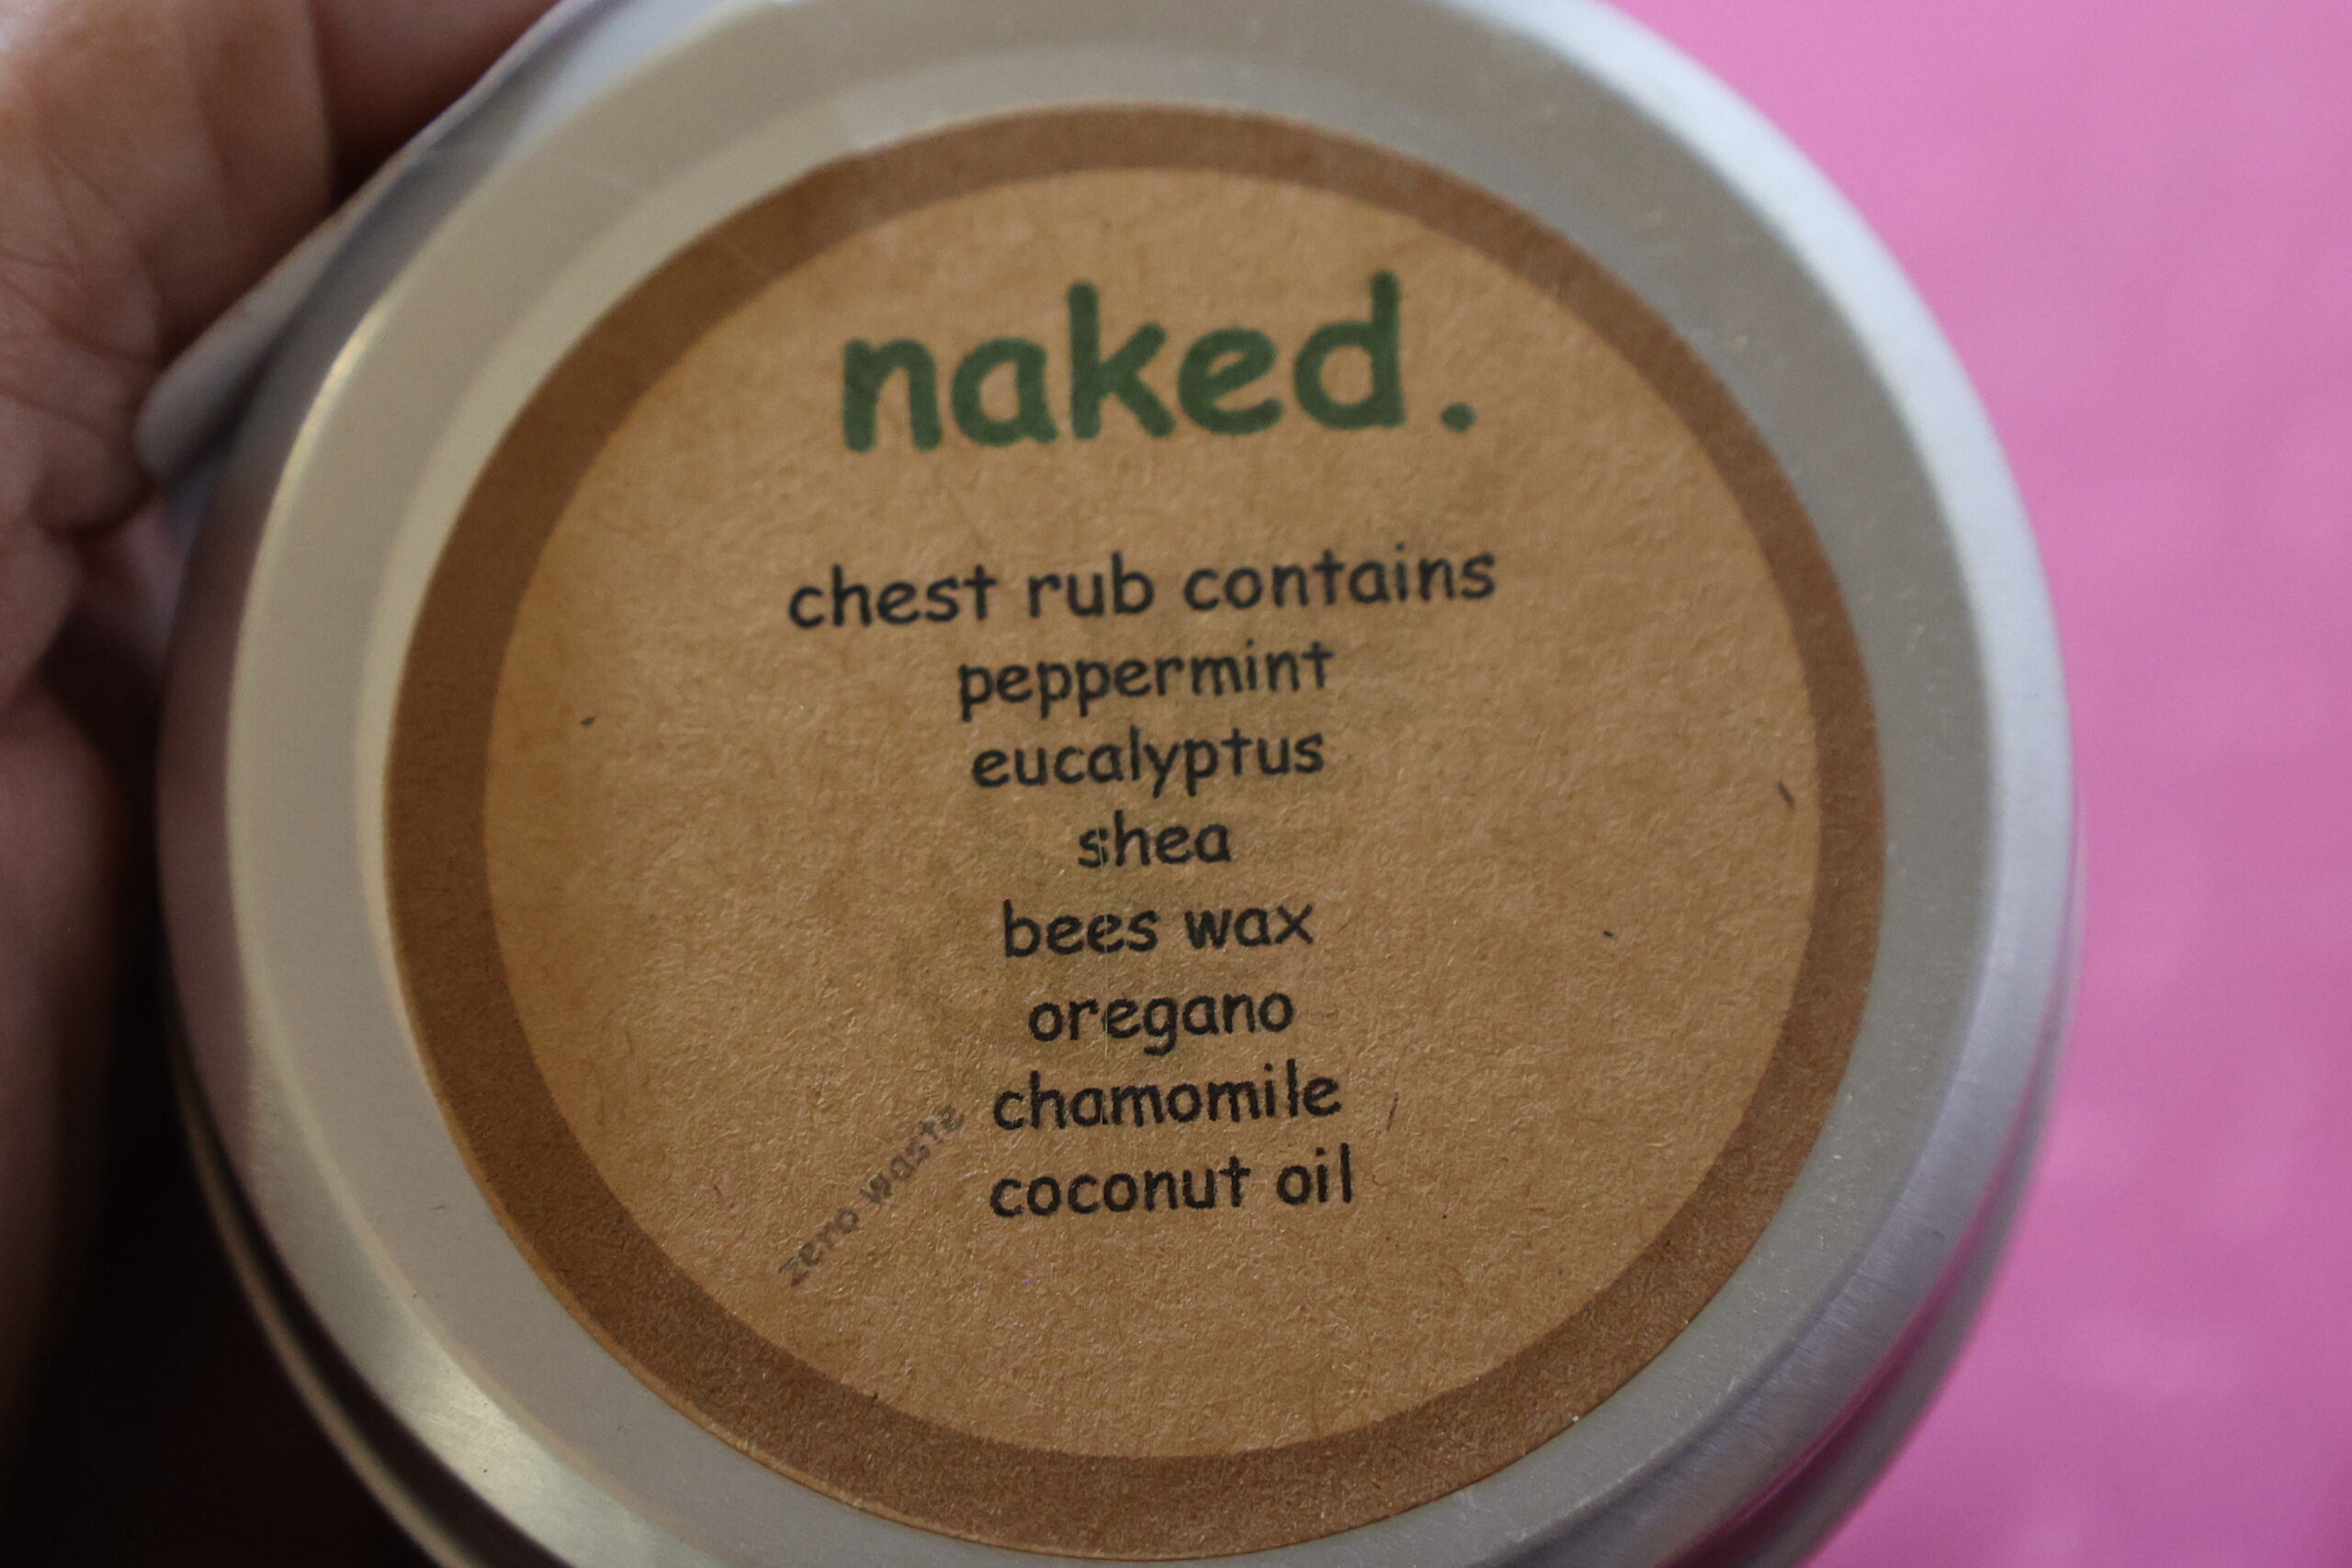 naked.
chest rub contains
peppermint
eucalyptus
shea
bees wax
oregano
chamomile
coconut oil
zero waste